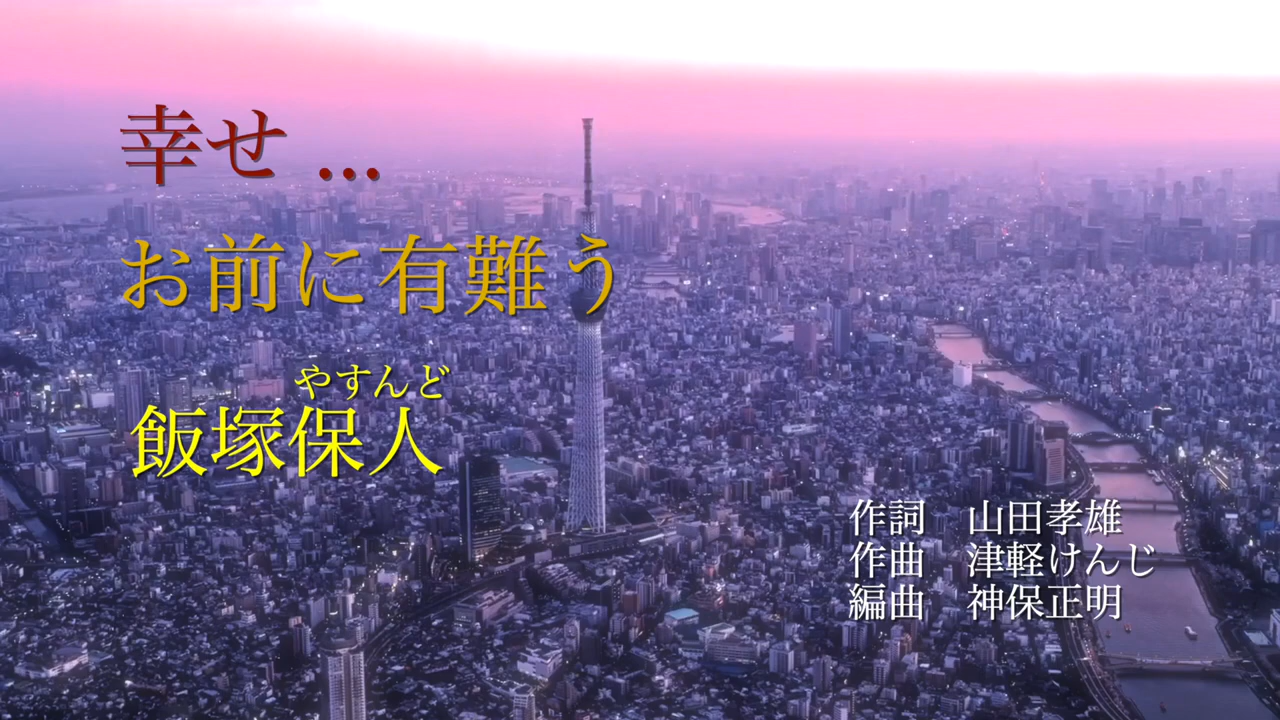 幸せ ...
お前に有難う
やすんど
飯塚保人
作詞　山田孝雄
作曲　津軽けんじ
編曲　神保正明